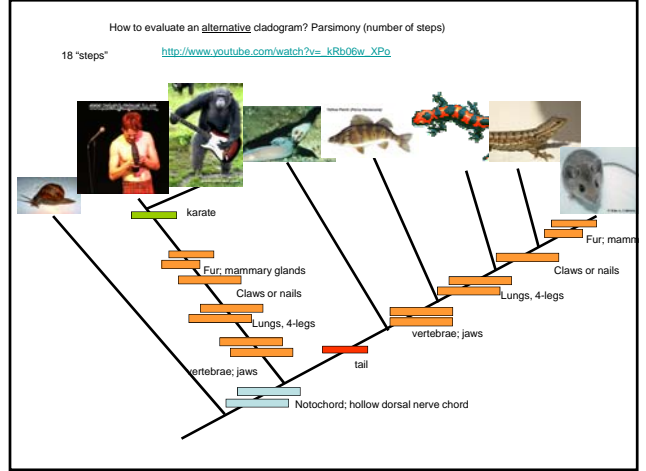 How to evaluate an alternative cladogram? Parsimony (number of steps)
18 “steps”
http://www.youtube.com/watch?v=_kRb06w_XPo
karate
Fur; mammary glands
Fur; mamm
Claws or nails
Claws or nails
Lungs, 4-legs
Lungs, 4-legs
vertebrae; jaws
tail
vertebrae; jaws
Notochord; hollow dorsal nerve chord